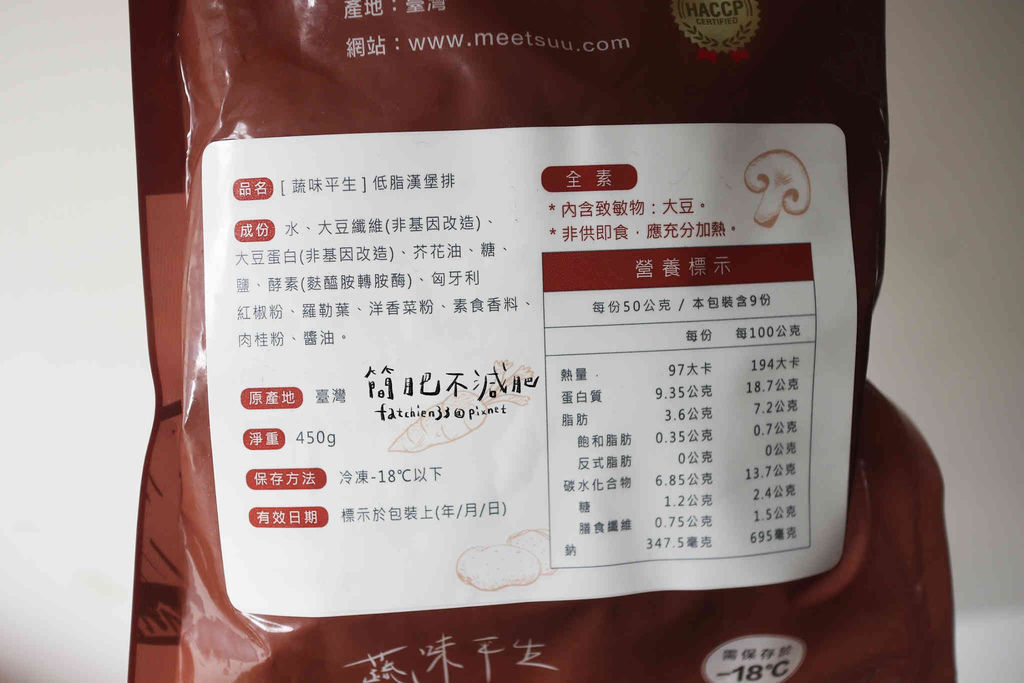 產地：臺灣
網站：www.meetsuu.com
HACCP
CERTIFIED
品名 [ 蔬味平生 ] 低脂漢堡排
成份 水、大豆纖維(非基因改造)、
大豆蛋白(非基因改造)、芥花油、糖、
鹽、酵素(麩醯胺轉胺酶)、匈牙利
紅椒粉、羅勒葉、洋香菜粉、素食香料、
肉桂粉、醬油。
原產地 臺灣
淨重 450g
保存方法 冷凍-18℃以下
有效日期 標示於包裝上(年/月/日)
簡肥不減肥
fatchien33@pixnet
全素
*內含致敏物：大豆。
*非供即食，應充分加熱。
營養標示
每份50公克 / 本包裝含9份
每份 每100公克
熱量 97大卡 194大卡
蛋白質 9.35公克 18.7公克
脂肪 3.6公克 7.2公克
飽和脂肪 0.35公克 0.7公克
反式脂肪 0公克 0公克
碳水化合物 6.85公克 13.7公克
糖 1.2公克 2.4公克
膳食纖維 0.75公克 1.5公克
鈉 347.5毫克 695毫克
蔬味平生
需保存於
-18℃